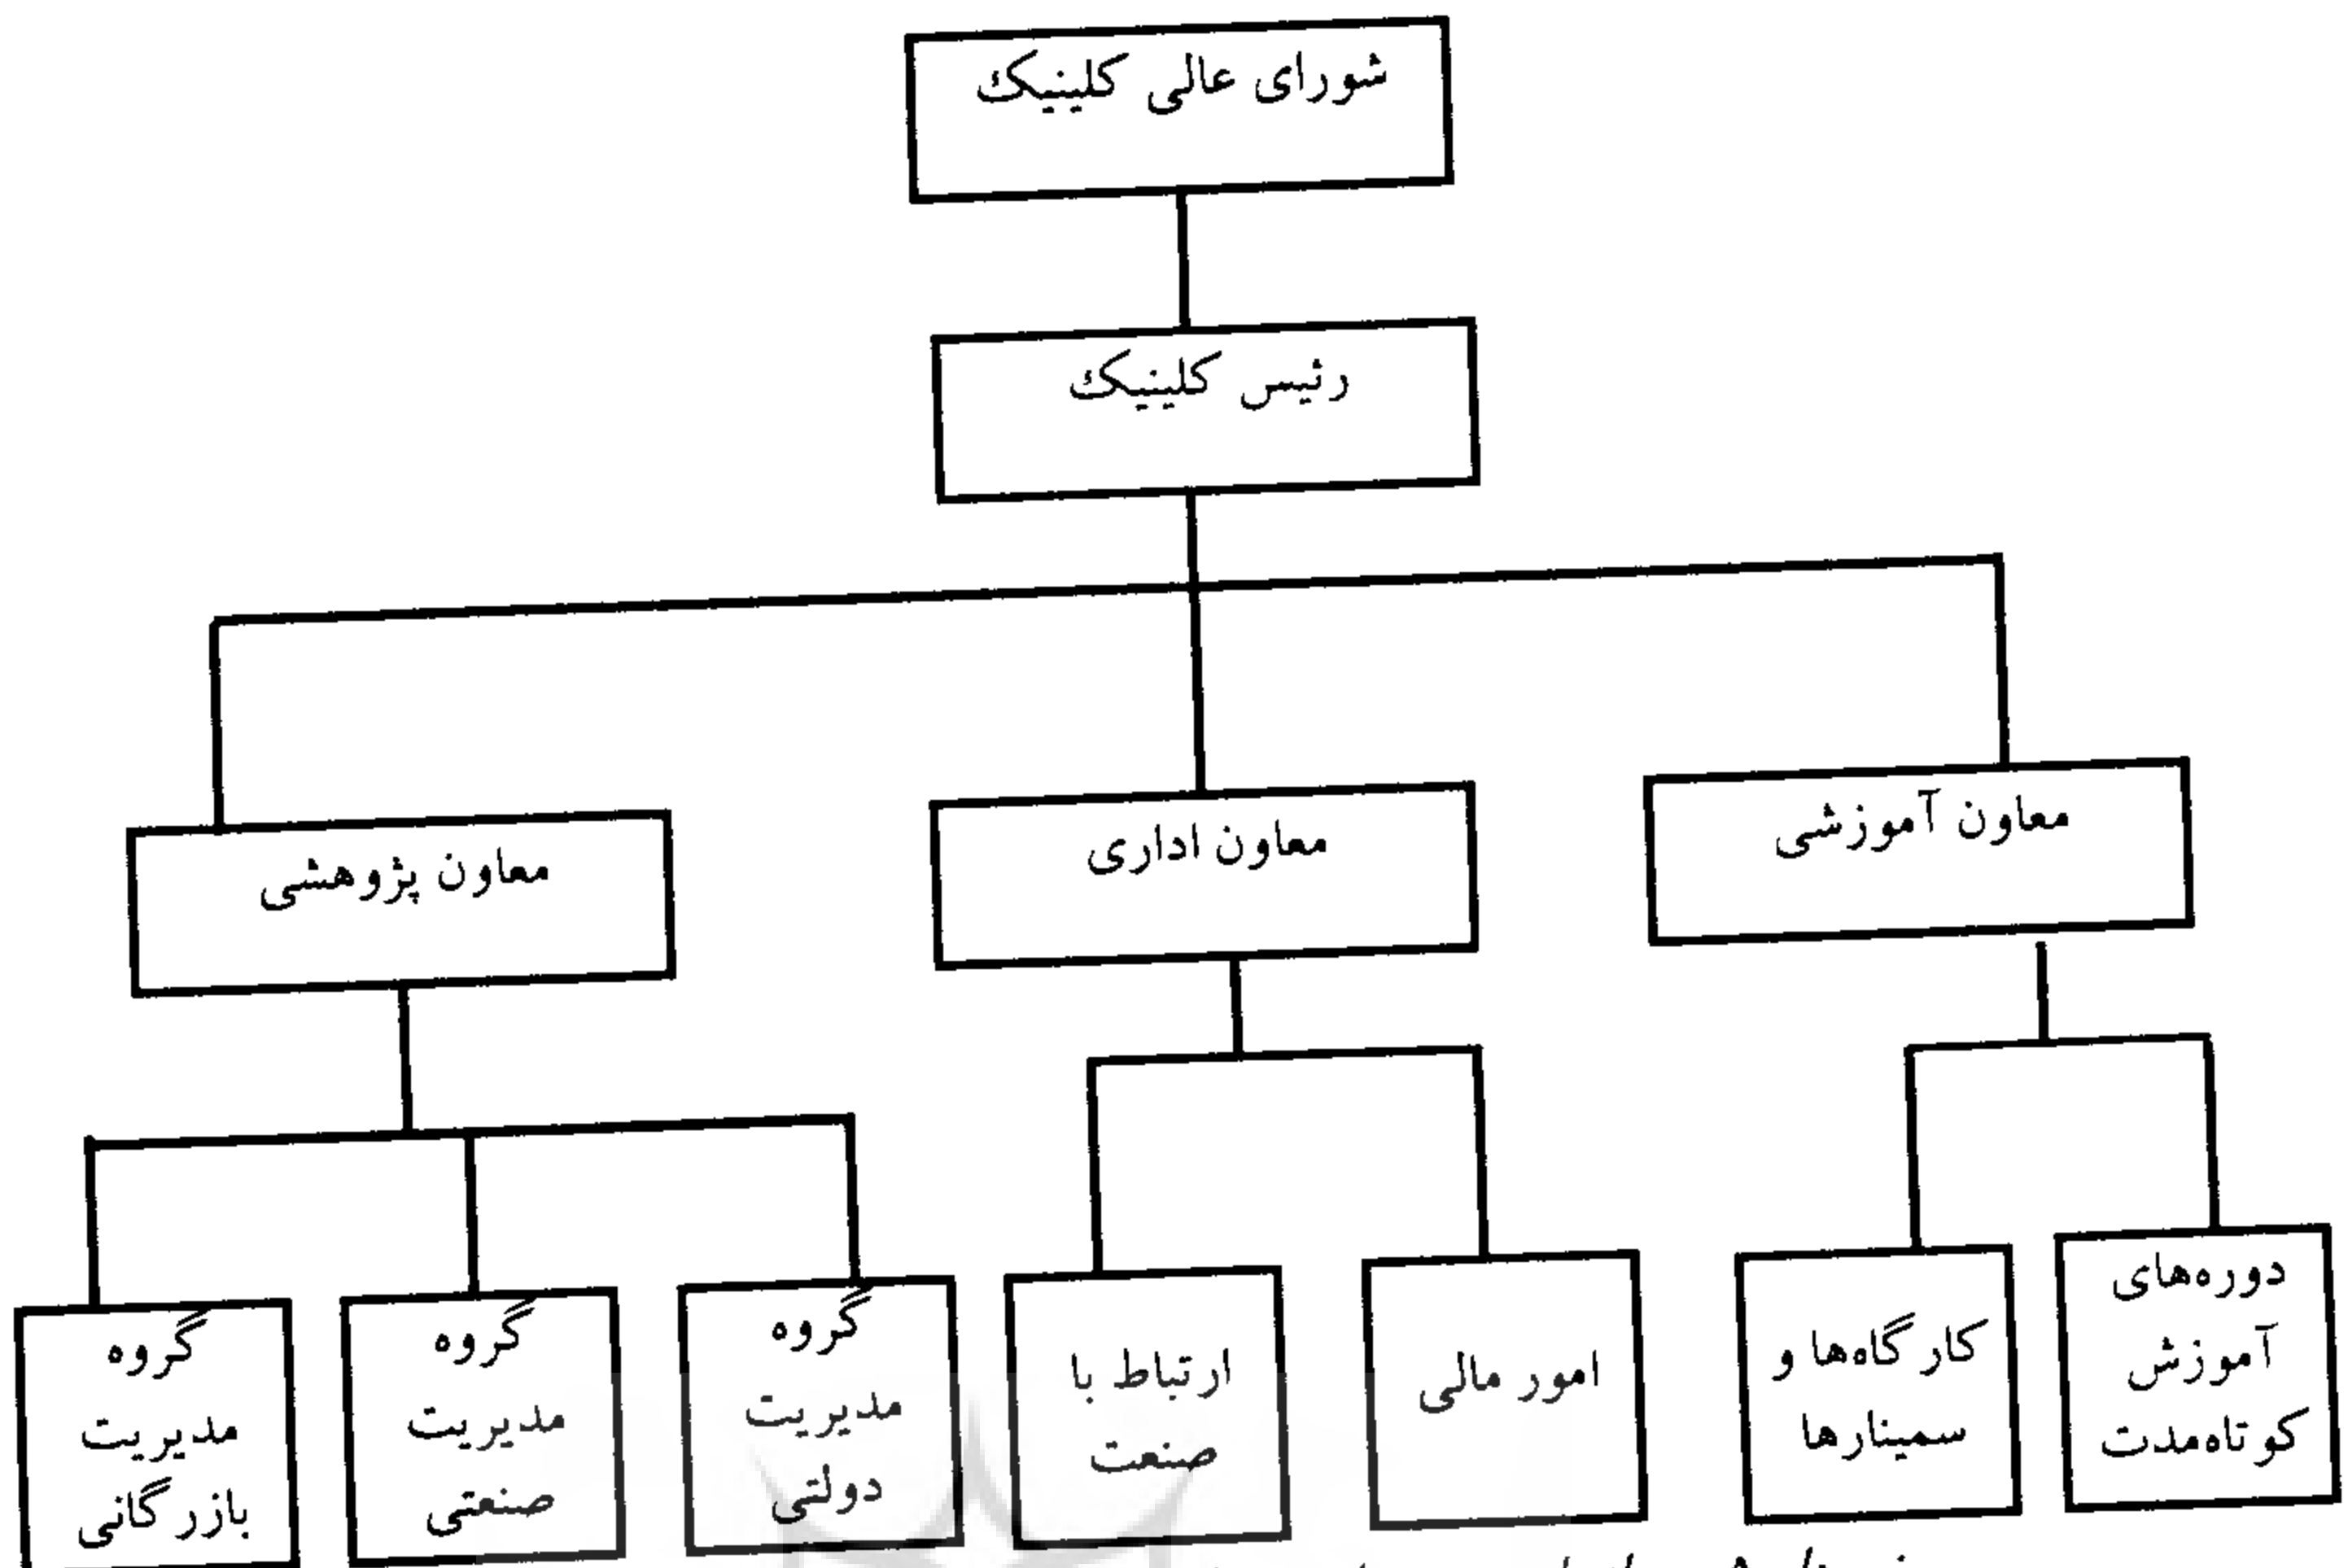 شورای عالی کلینیک
رئیس کلینیک
معاون آموزشی
معاون اداری
معاون پژوهشی
دوره‌های
آموزش
کوتاه‌مدت
کارگاه‌ها و
سمینارها
امور مالی
ارتباط با
صنعت
گروه
مدیریت
دولتی
گروه
مدیریت
صنعتی
گروه
مدیریت
بازرگانی